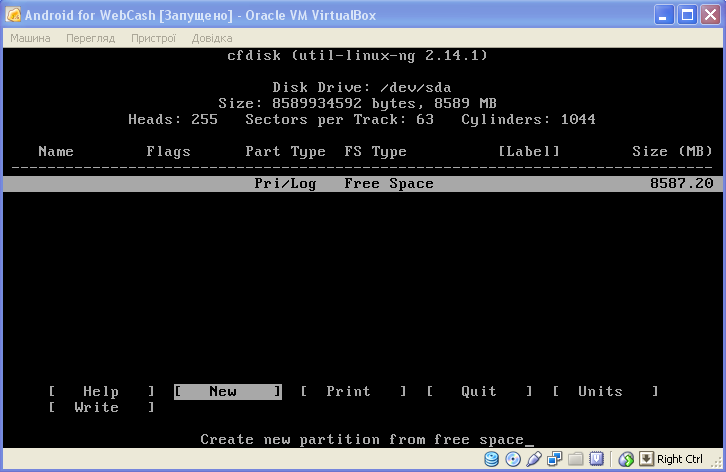 Android for WebCash [Запущено] - Oracle VM VirtualBox
Машина Перегляд Пристрої Довідка
cfdisk (util-linux-ng 2.14.1)
Disk Drive: /dev/sda
Size: 8589934592 bytes, 8589 MB
Heads: 255 Sectors per Track: 63 Cylinders: 1044
Name Flags Part Type FS Type [Label] Size (MB)
Pri/Log Free Space 8587.20
[ Help ] [ New ] [ Print ] [ Quit ] [ Units ]
[ Write ]
Create new partition from free space_
Right Ctrl